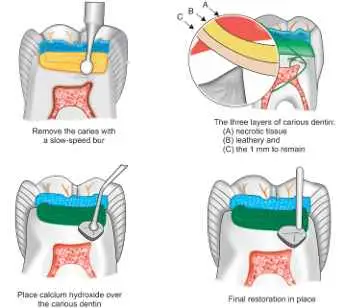 A
B
C
Remove the caries with
a slow-speed bur
The three layers of carious dentin:
(A) necrotic tissue
(B) leathery and
(C) the 1 mm to remain
Place calcium hydroxide over
the carious dentin
Final restoration in place